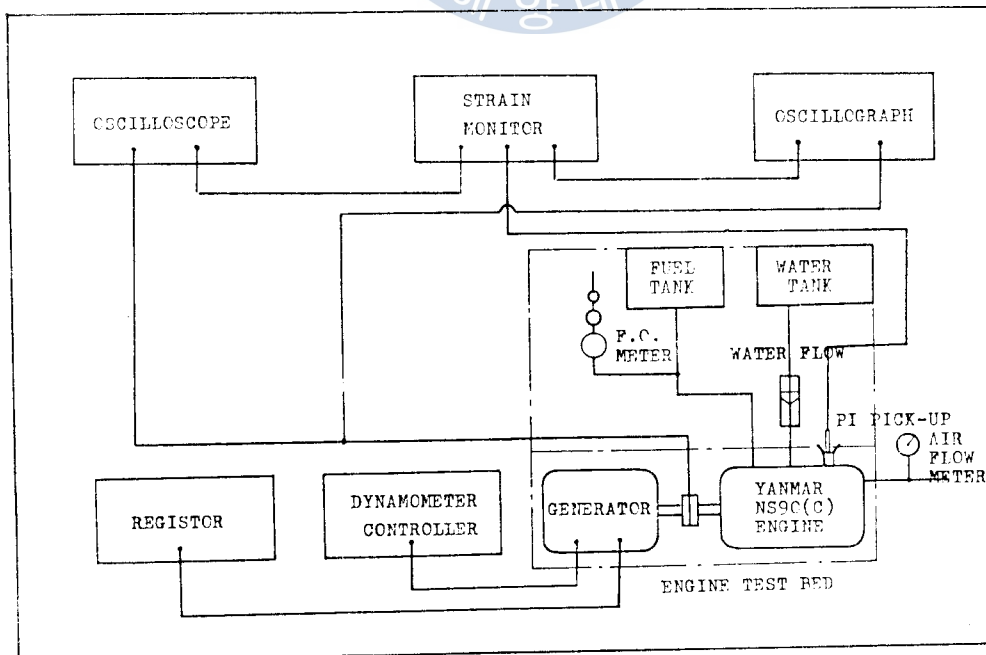 OSCILLOSCOPE
STRAIN
MONITOR
OSCILLOGRAPH
FUEL
TANK
WATER
TANK
F.O.
METER
WATER FLOW
PI PICK-UP
AIR
FLOW
METER
REGISTOR
DYNAMOMETER
CONTROLLER
GENERATOR
YANMAR
NS90(C)
ENGINE
ENGINE TEST BED